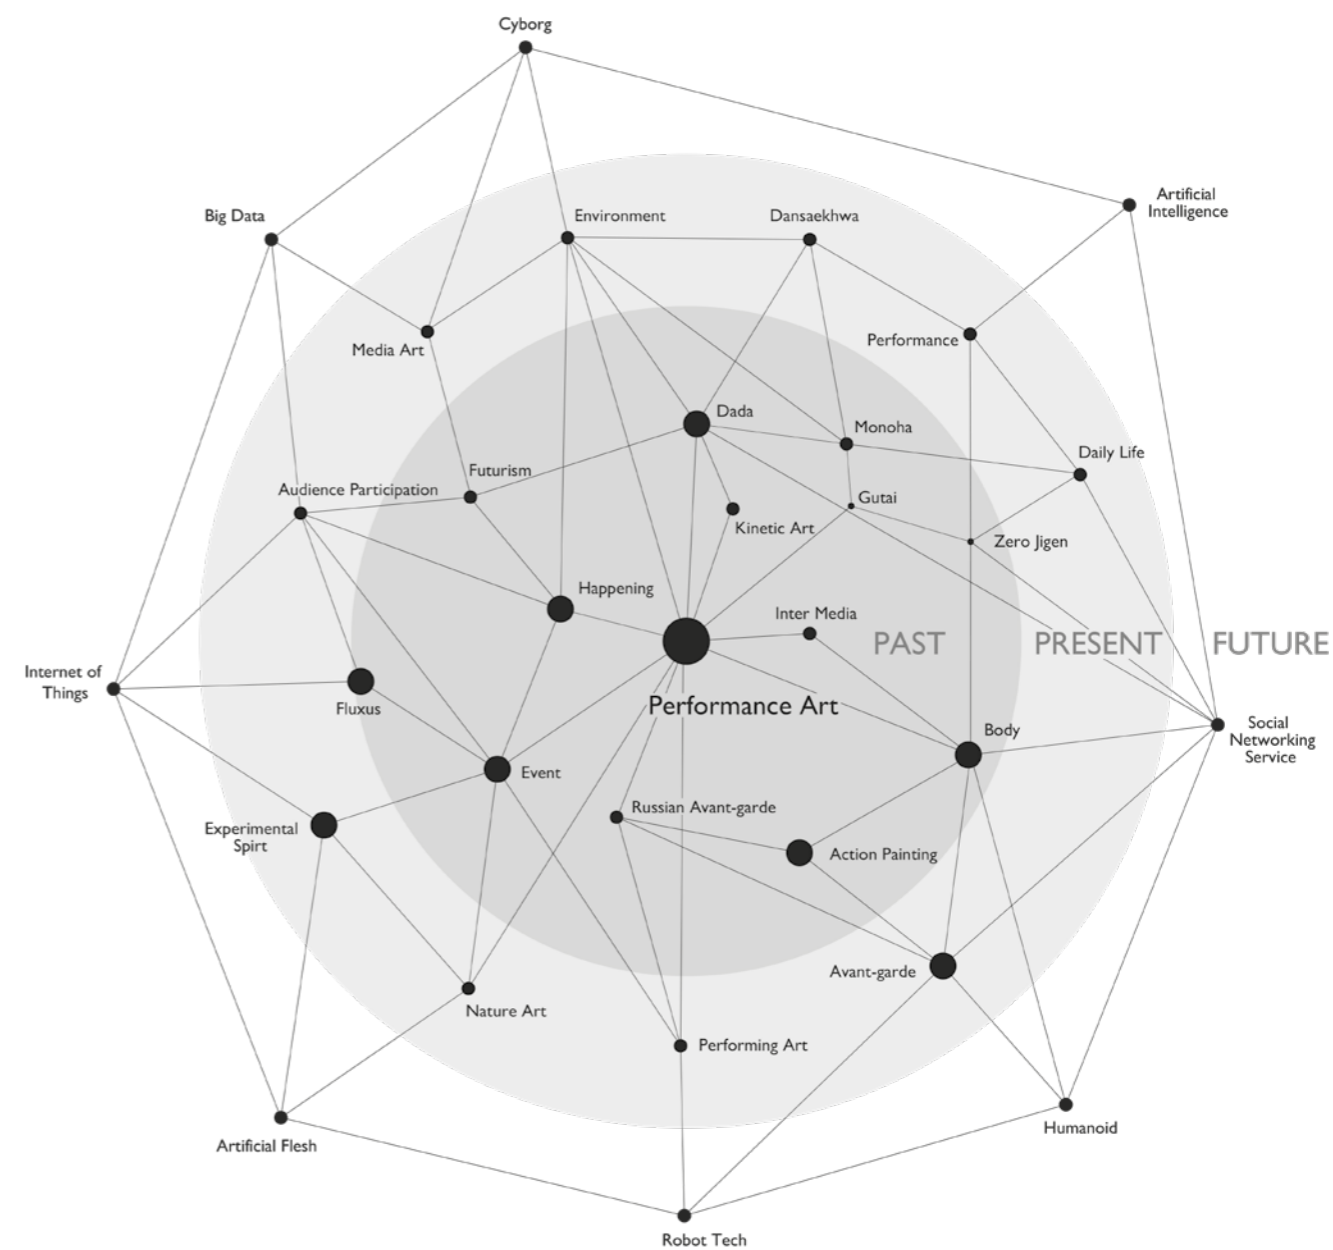 Cyborg
Artificial
Intelligence
Big Data
Environment
Dansaekhwa
Performance
Media Art
Dada
Monoha
Daily Life
Futurism
Audience Participation
Gutai
Kinetic Art
Zero Jigen
Happening
Inter Media
PAST
PRESENT
FUTURE
Internet of
Things
Fluxus
Performance Art
Body
Social
Networking
Service
Event
Russian Avant-garde
Experimental
Spirt
Action Painting
Avant-garde
Nature Art
Performing Art
Humanoid
Artificial Flesh
Robot Tech